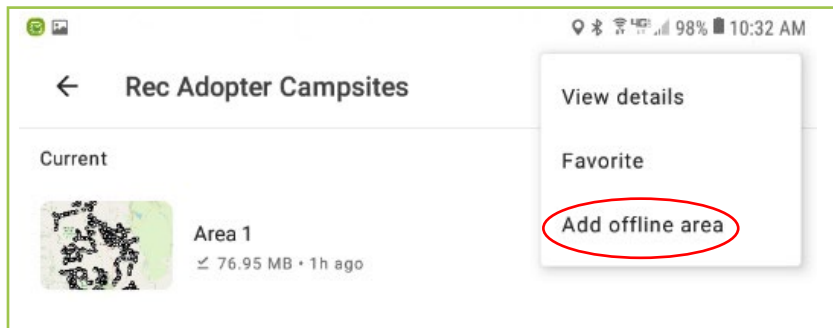 4G 98% 10:32 AM
Rec Adopter Campsites
View details
Current
Favorite
Area 1
Add offline area
76.95 MB • 1h ago